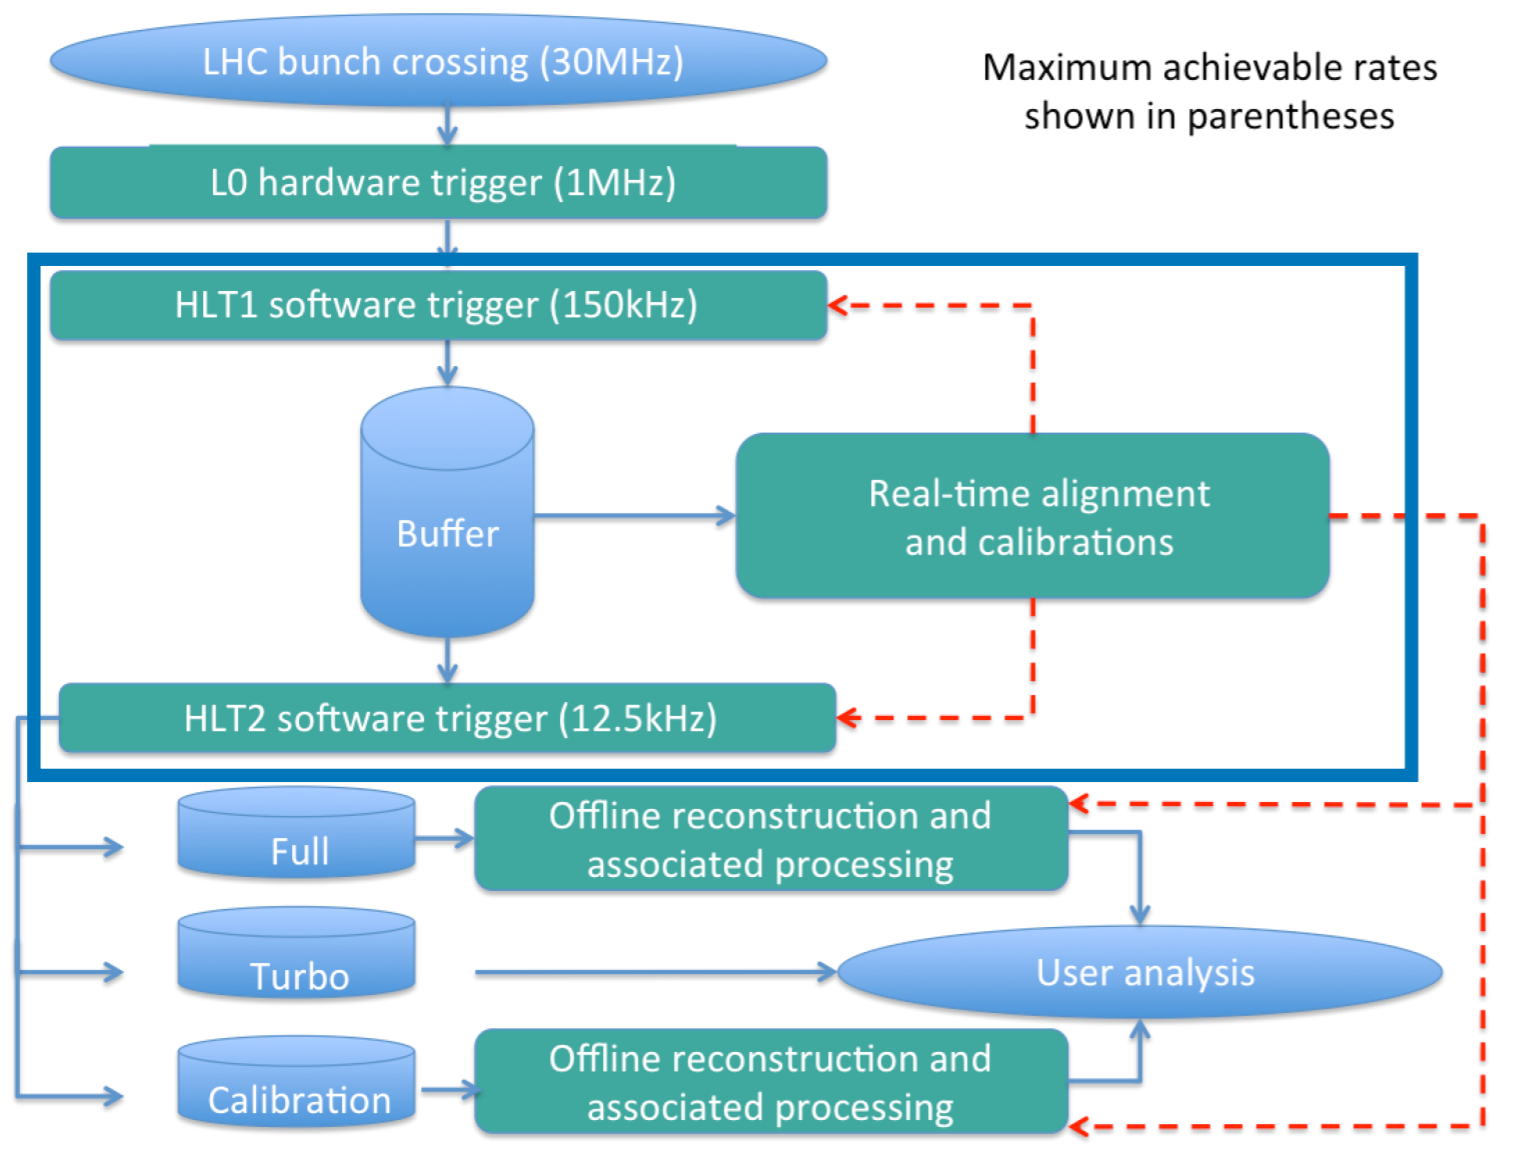 LHC bunch crossing (30MHz)
Maximum achievable rates
shown in parentheses
L0 hardware trigger (1MHz)
HLT1 software trigger (150kHz)
Real-time alignment
and calibrations
Buffer
HLT2 software trigger (12.5kHz)
Full
Offline reconstruction and
associated processing
Turbo
User analysis
Calibration
Offline reconstruction and
associated processing